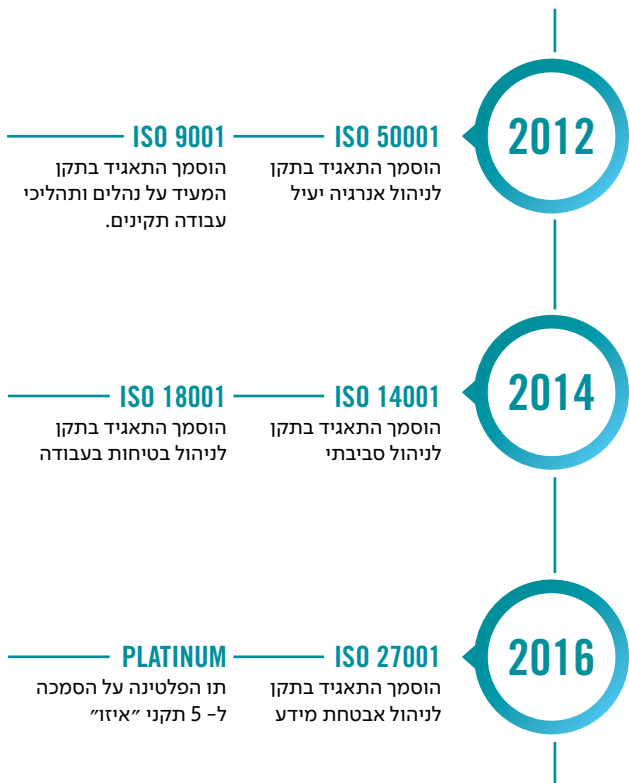 2012
ISO 50001
הוסמך התאגיד בתקן
לניהול אנרגיה יעיל
ISO 9001
הוסמך התאגיד בתקן
המעיד על נהלים ותהליכי
עבודה תקינים.
2014
ISO 14001
הוסמך התאגיד בתקן
לניהול סביבתי
ISO 18001
הוסמך התאגיד בתקן
לניהול בטיחות בעבודה
2016
ISO 27001
הוסמך התאגיד בתקן
לניהול אבטחת מידע
PLATINUM
תו הפלטינה על הסמכה
ל- 5 תקני ״איזו״